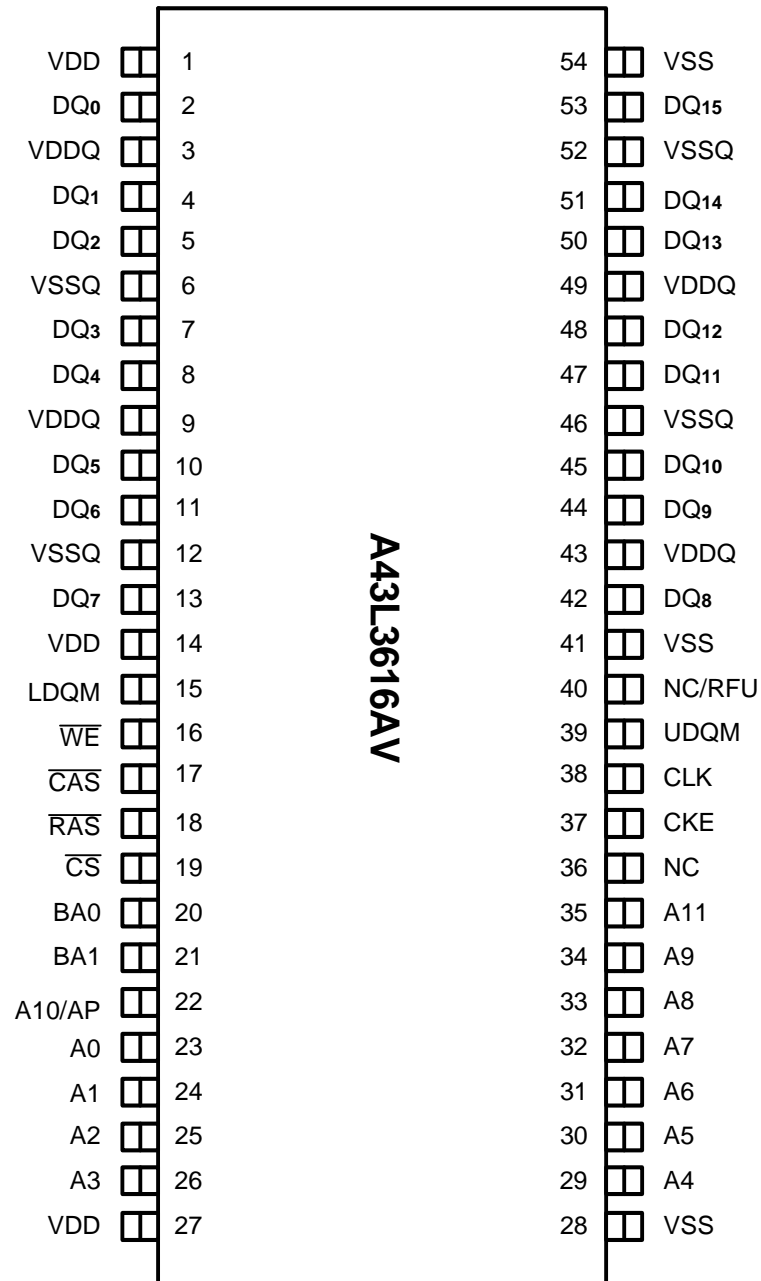 VDD 1 54 VSS
DQ0 2 53 DQ15
VDDQ 3 52 VSSQ
DQ1 4 51 DQ14
DQ2 5 50 DQ13
VSSQ 6 49 VDDQ
DQ3 7 48 DQ12
DQ4 8 47 DQ11
VDDQ 9 46 VSSQ
DQ5 10 45 DQ10
DQ6 11 44 DQ9
VSSQ 12 43 VDDQ
DQ7 13 42 DQ8
VDD 14 41 VSS
LDQM 15 40 NC/RFU
W̅E̅ 16 39 UDQM
C̅A̅S̅ 17 38 CLK
R̅A̅S̅ 18 37 CKE
C̅S̅ 19 36 NC
BA0 20 35 A11
BA1 21 34 A9
A10/AP 22 33 A8
A0 23 32 A7
A1 24 31 A6
A2 25 30 A5
A3 26 29 A4
VDD 27 28 VSS
A43L3616AV